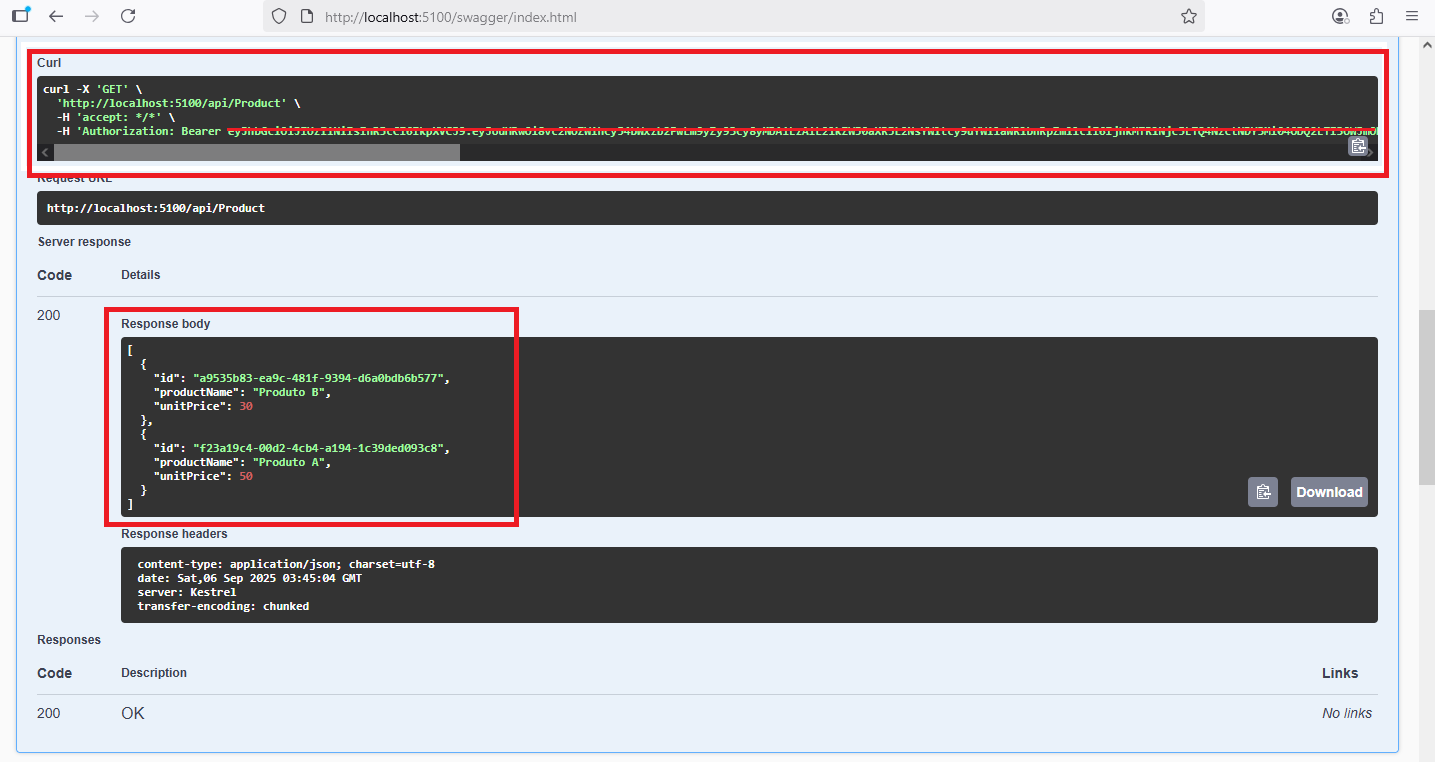 http://localhost:5100/swagger/index.html
Curl
curl -X 'GET' \
'http://localhost:5100/api/Product' \
-H 'accept: */*' \
-H 'Authorization: Bearer
Request URL
http://localhost:5100/api/Product
Server response
Code Details
200
Response body
[
{
"id": "a9535b83-ea9c-481f-9394-d6a0bdb6b577",
"productName": "Produto B",
"unitPrice": 30
},
{
"id": "f23a19c4-00d2-4cb4-a194-1c39ded093c8",
"productName": "Produto A",
"unitPrice": 50
}
]
Download
Response headers
content-type: application/json; charset=utf-8
date: Sat,06 Sep 2025 03:45:04 GMT
server: Kestrel
transfer-encoding: chunked
Responses
Code Description Links
200 OK No links